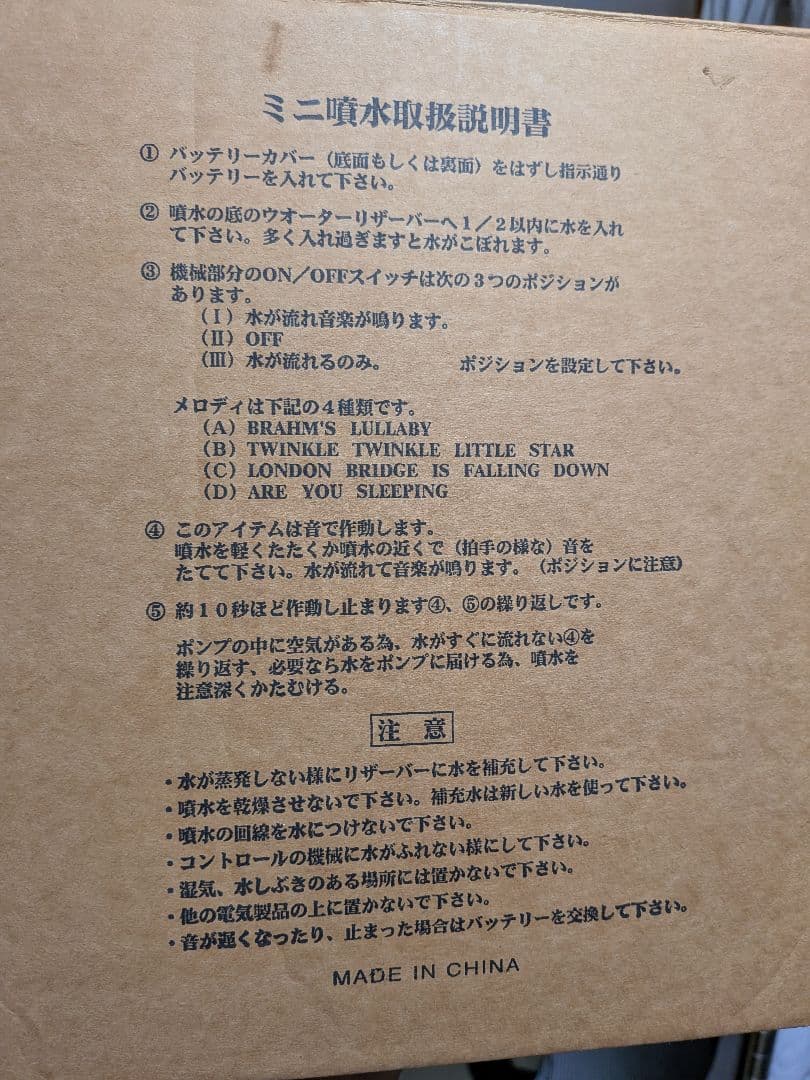 ミニ噴水取扱説明書
① バッテリーカバー（底面もしくは裏面）をはずし指示通り
バッテリーを入れて下さい。
② 噴水の底のウオーターリザーバーへ１／２以内に水を入れ
て下さい。多く入れ過ぎますと水がこぼれます。
③ 機械部分のON／OFFスイッチは次の３つのポジションが
あります。
（Ⅰ）水が流れ音楽が鳴ります。
（Ⅱ）OFF
（Ⅲ）水が流れるのみ。 ポジションを設定して下さい。
メロディは下記の４種類です。
（A）BRAHM'S LULLABY
（B）TWINKLE TWINKLE LITTLE STAR
（C）LONDON BRIDGE IS FALLING DOWN
（D）ARE YOU SLEEPING
④ このアイテムは音で作動します。
噴水を軽くたたくか噴水の近くで（拍手の様な）音を
たてて下さい。水が流れて音楽が鳴ります。（ポジションに注意）
⑤ 約１０秒ほど作動し止まります④、⑤の繰り返しです。
ポンプの中に空気がある為、水がすぐに流れない④を
繰り返す、必要なら水をポンプに届ける為、噴水を
注意深くかたむける。
注 意
・水が蒸発しない様にリザーバーに水を補充して下さい。
・噴水を乾燥させないで下さい。補充水は新しい水を使って下さい。
・噴水の回線を水につけないで下さい。
・コントロールの機械に水がふれない様にして下さい。
・湿気、水しぶきのある場所には置かないで下さい。
・他の電気製品の上に置かないで下さい。
・音が遅くなったり、止まった場合はバッテリーを交換して下さい。
MADE IN CHINA